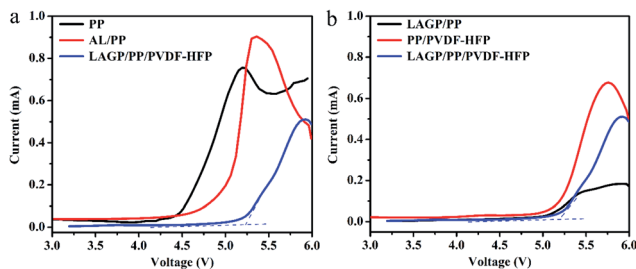 a
PP
AL/PP
LAGP/PP/PVDF-HFP
Current (mA)
1.0
0.8
0.6
0.4
0.2
0.0
3.0 3.5 4.0 4.5 5.0 5.5 6.0
Voltage (V)
b
LAGP/PP
PP/PVDF-HFP
LAGP/PP/PVDF-HFP
Current (mA)
1.0
0.8
0.6
0.4
0.2
0.0
3.0 3.5 4.0 4.5 5.0 5.5 6.0
Voltage (V)